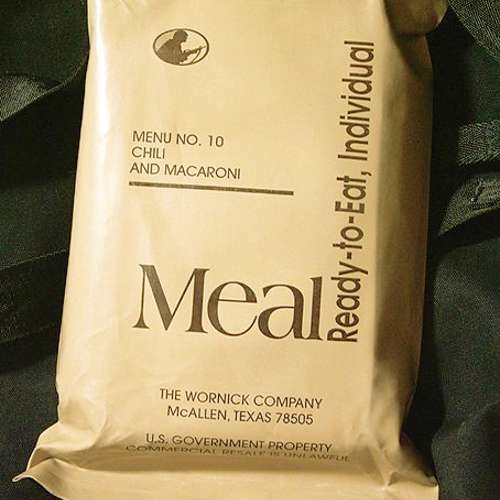 MENU NO. 10
CHILI
AND MACARONI
Meal
Ready-to-Eat, Individual
THE WORNICK COMPANY
McALLEN, TEXAS 78505
U.S. GOVERNMENT PROPERTY
COMMERCIAL RESALE IS UNLAWFUL